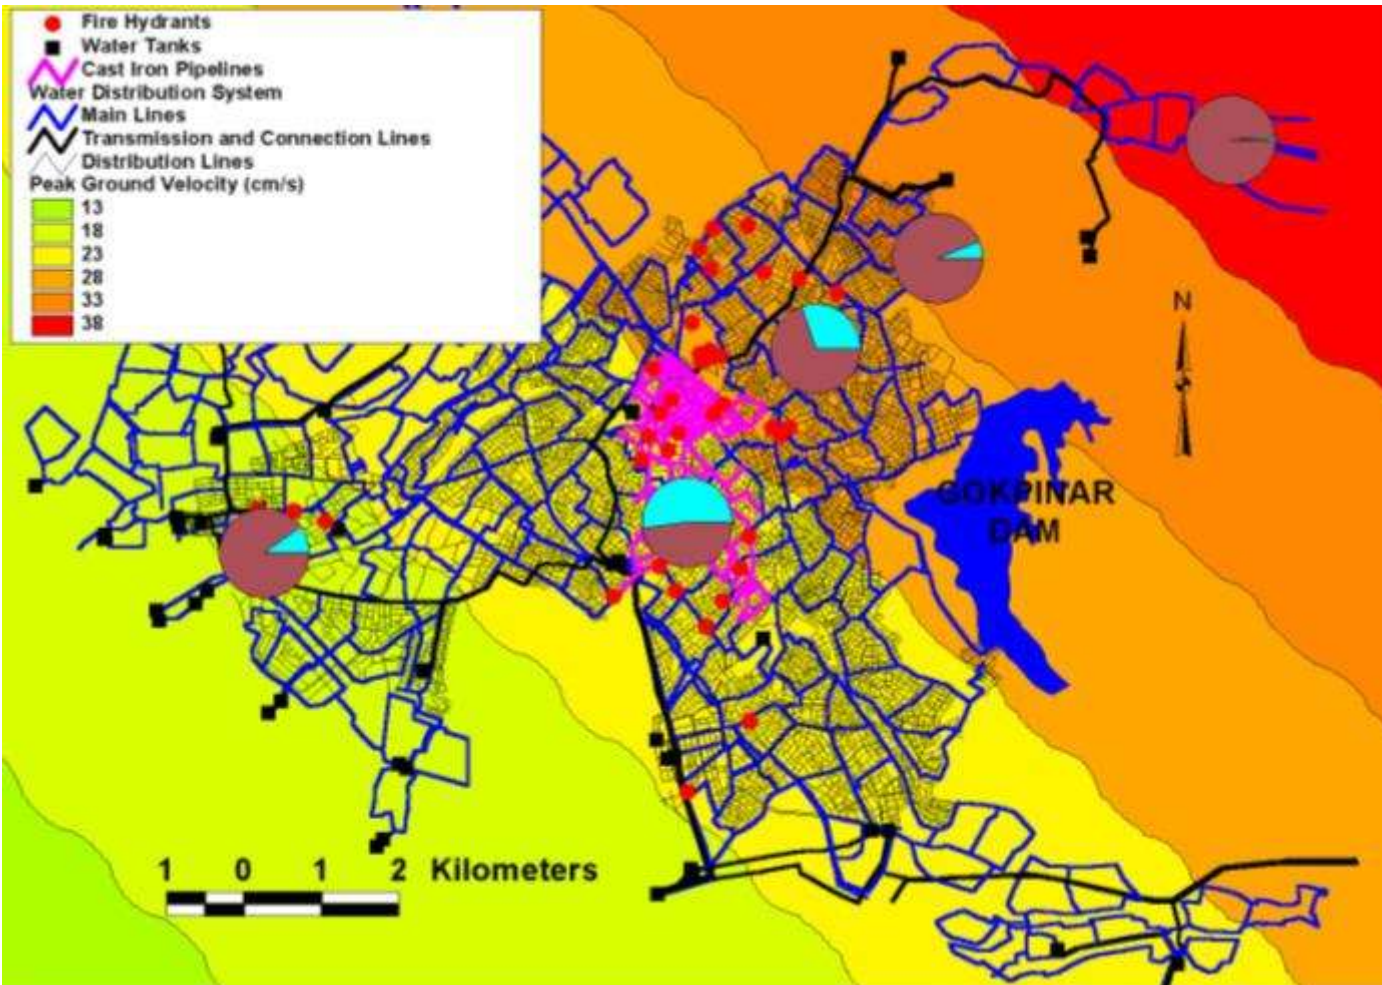 Fire Hydrants
Water Tanks
Cast Iron Pipelines
Water Distribution System
Main Lines
Transmission and Connection Lines
Distribution Lines
Peak Ground Velocity (cm/s)
13
18
23
28
33
38
N
GOKPINAR
DAM
1 0 1 2 Kilometers